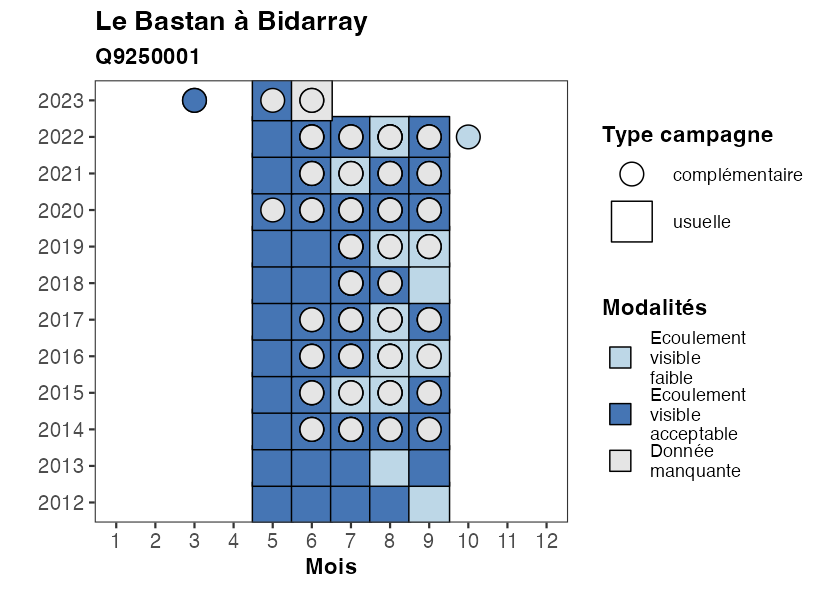 Le Bastan à Bidarray
Q9250001
2023
2022
2021
2020
2019
2018
2017
2016
2015
2014
2013
2012
1 2 3 4 5 6 7 8 9 10 11 12
Mois
Type campagne
complémentaire
usuelle
Modalités
Ecoulement
visible
faible
Ecoulement
visible
acceptable
Donnée
manquante